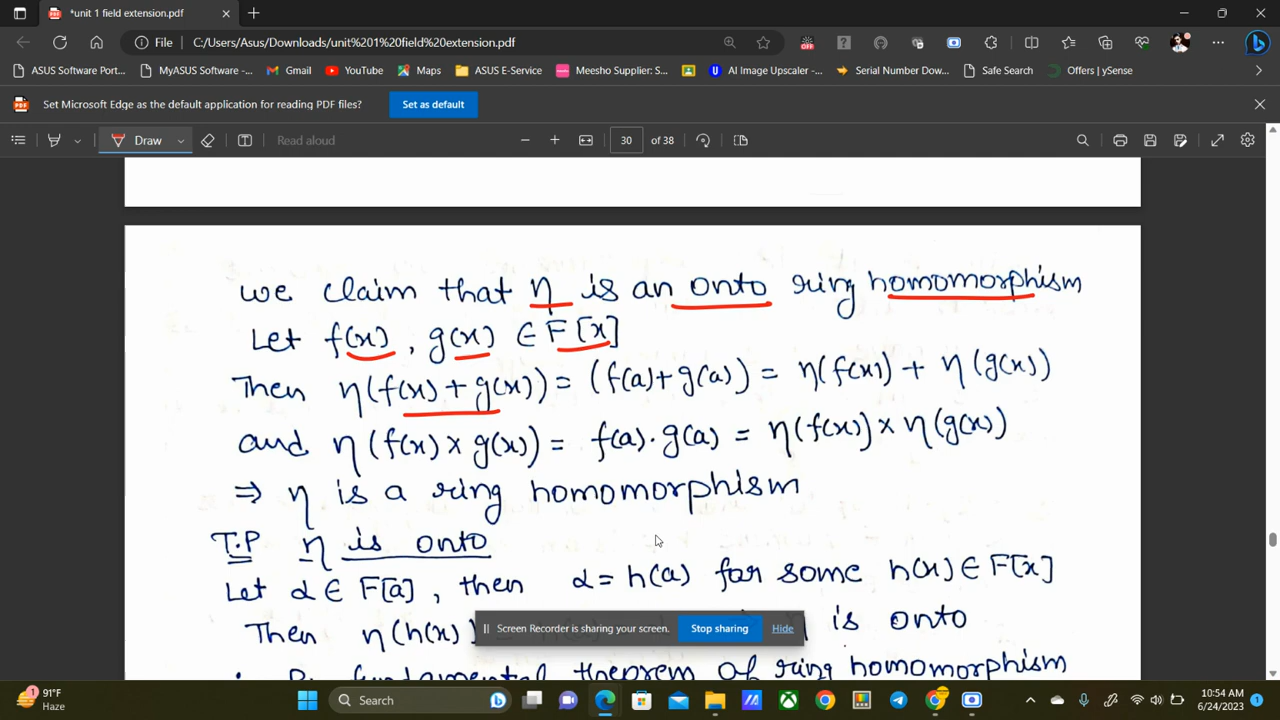 *unit 1 field extension.pdf
File C:/Users/Asus/Downloads/unit%201%20field%20extension.pdf
ASUS Software Port... MyASUS Software -... Gmail YouTube Maps ASUS E-Service Meesho Supplier: S... AI Image Upscaler -... Serial Number Dow... Safe Search Offers | ySense
Set Microsoft Edge as the default application for reading PDF files? Set as default
Draw Read aloud 30 of 38
we claim that η is an onto ring homomorphism
Let f(x), g(x) ∈ F[x]
Then η(f(x) + g(x)) = (f(a)+g(a)) = η(f(x)) + η(g(x))
and η(f(x) × g(x)) = f(a)·g(a) = η(f(x)) × η(g(x))
⇒ η is a ring homomorphism
T.P η is onto
Let α ∈ F[a], then α = h(a) for some h(x) ∈ F[x]
Then η(h(x)) is onto
Screen Recorder is sharing your screen. Stop sharing Hide
theorem of ring homomorphism
91°F
Haze
Search
10:54 AM
6/24/2023